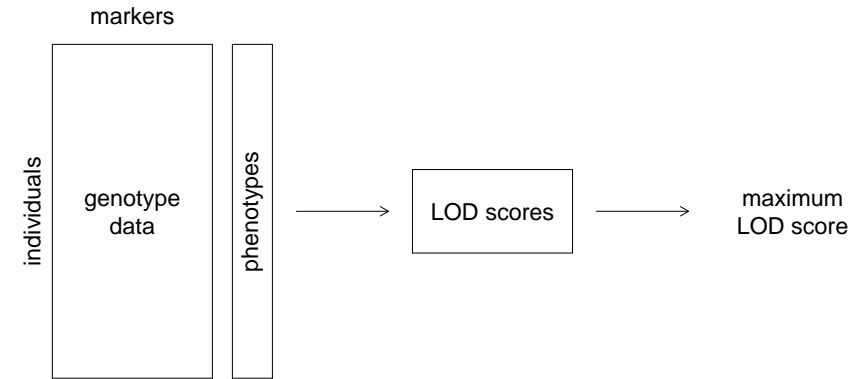 markers
individuals
genotype
data
phenotypes
LOD scores
maximum
LOD score